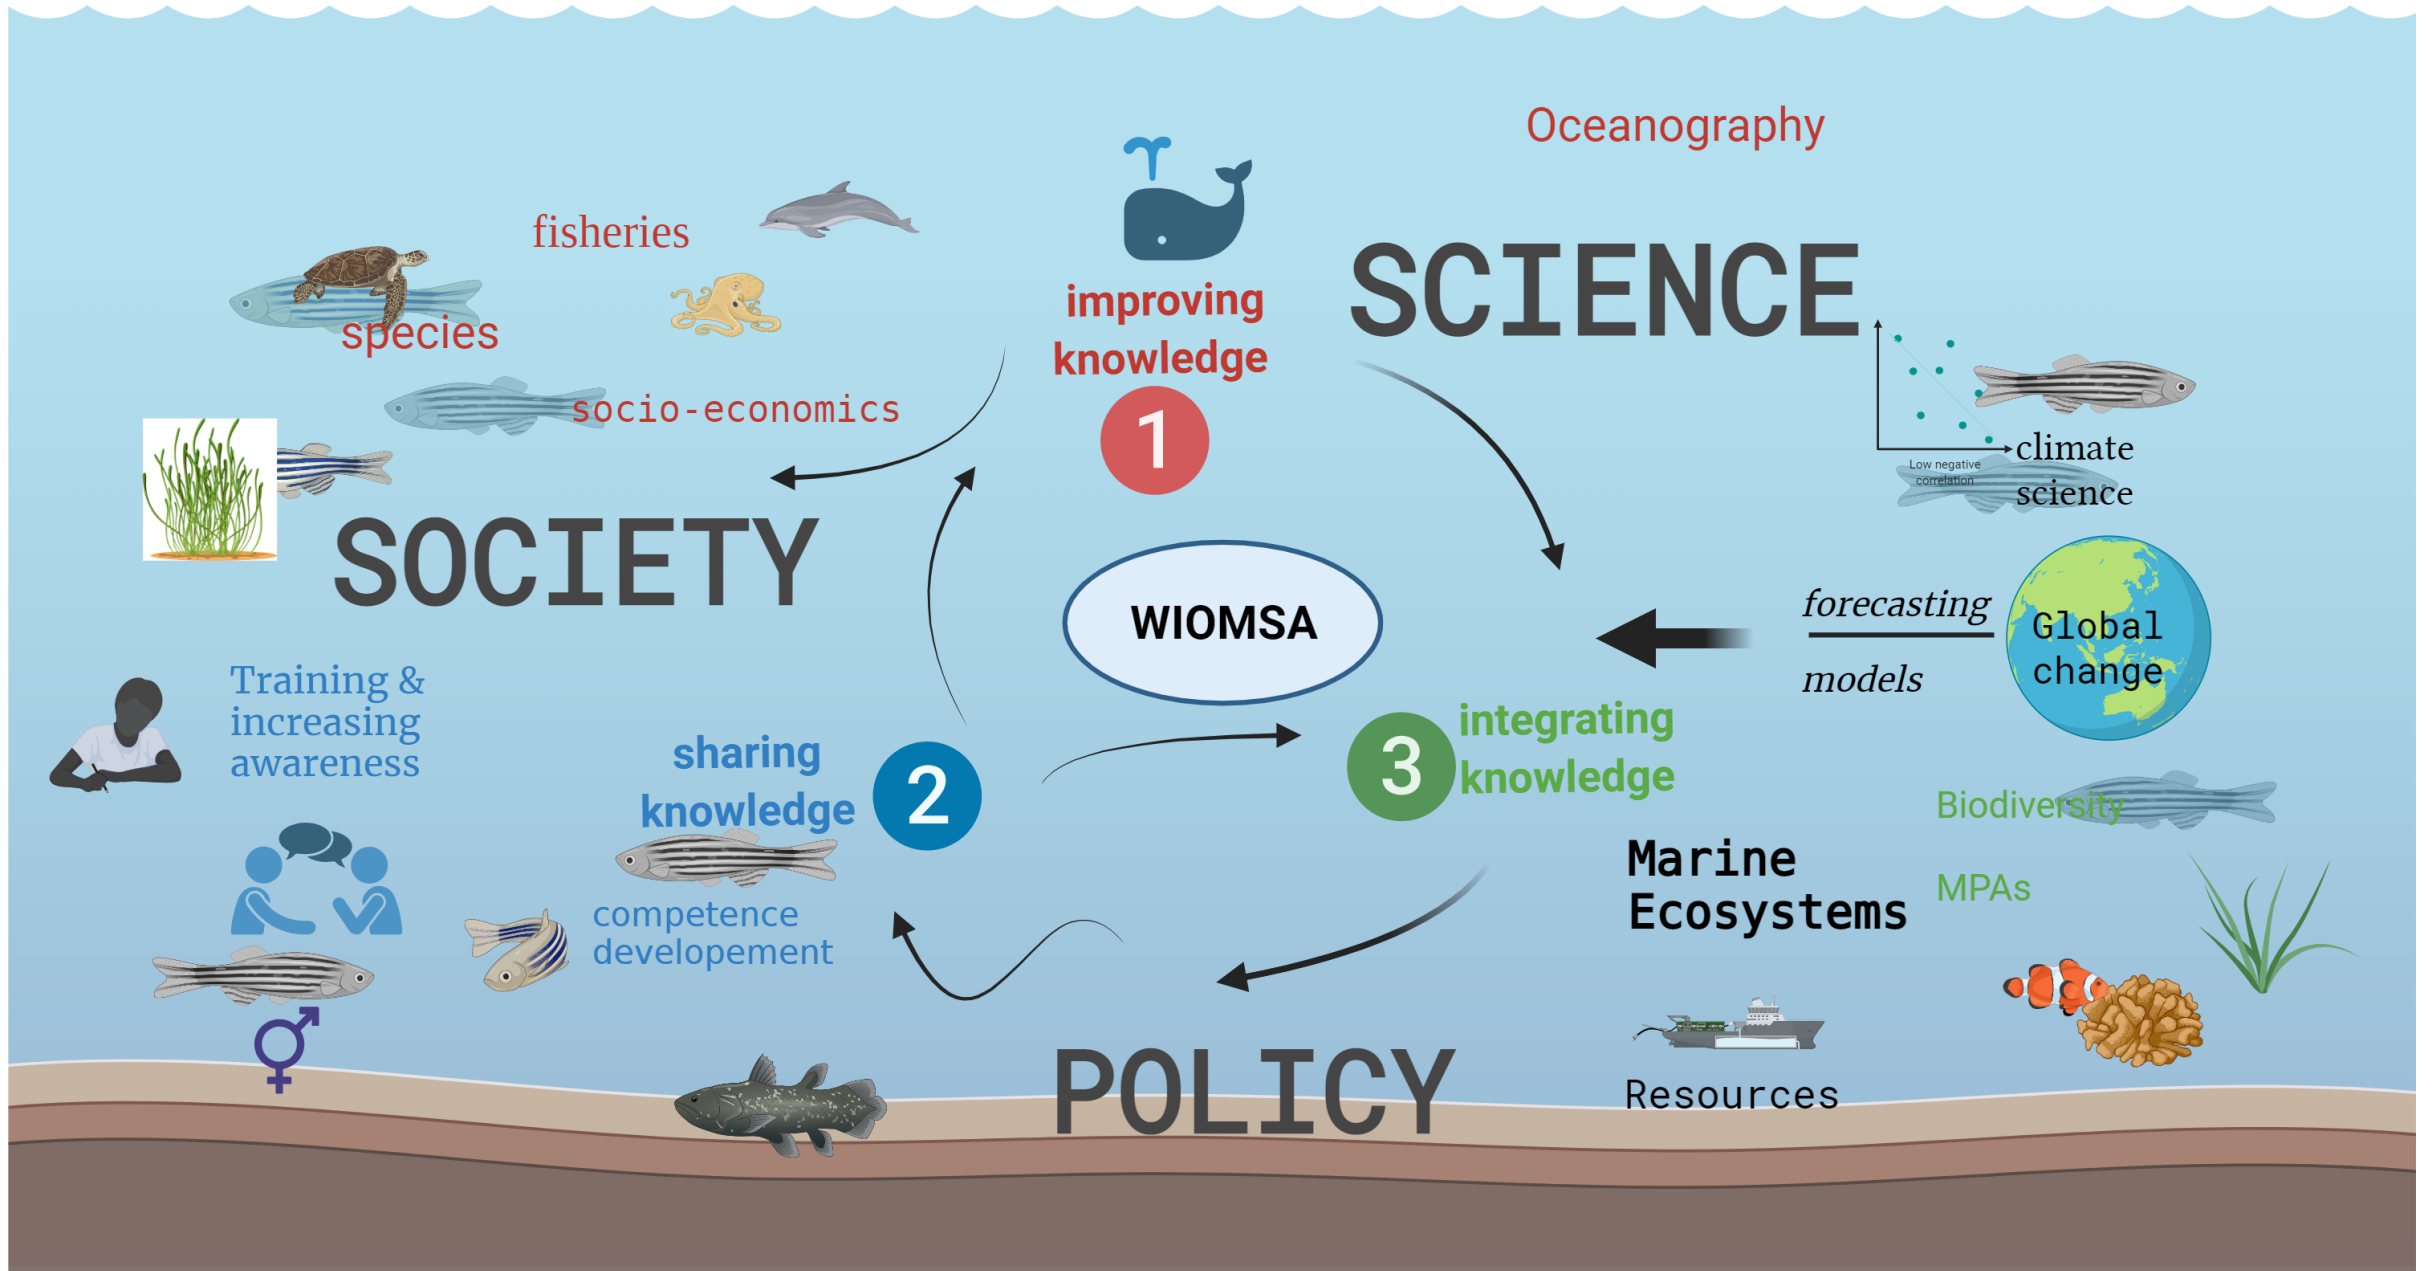 Oceanography
fisheries
species
socio-economics
improving
knowledge
1
SCIENCE
Low negative
correlation
climate
science
SOCIETY
WIOMSA
forecasting
models
Global
change
Training &
increasing
awareness
sharing
knowledge
2
3
integrating
knowledge
Biodiversity
MPAs
Marine
Ecosystems
competence
developement
POLICY
Resources